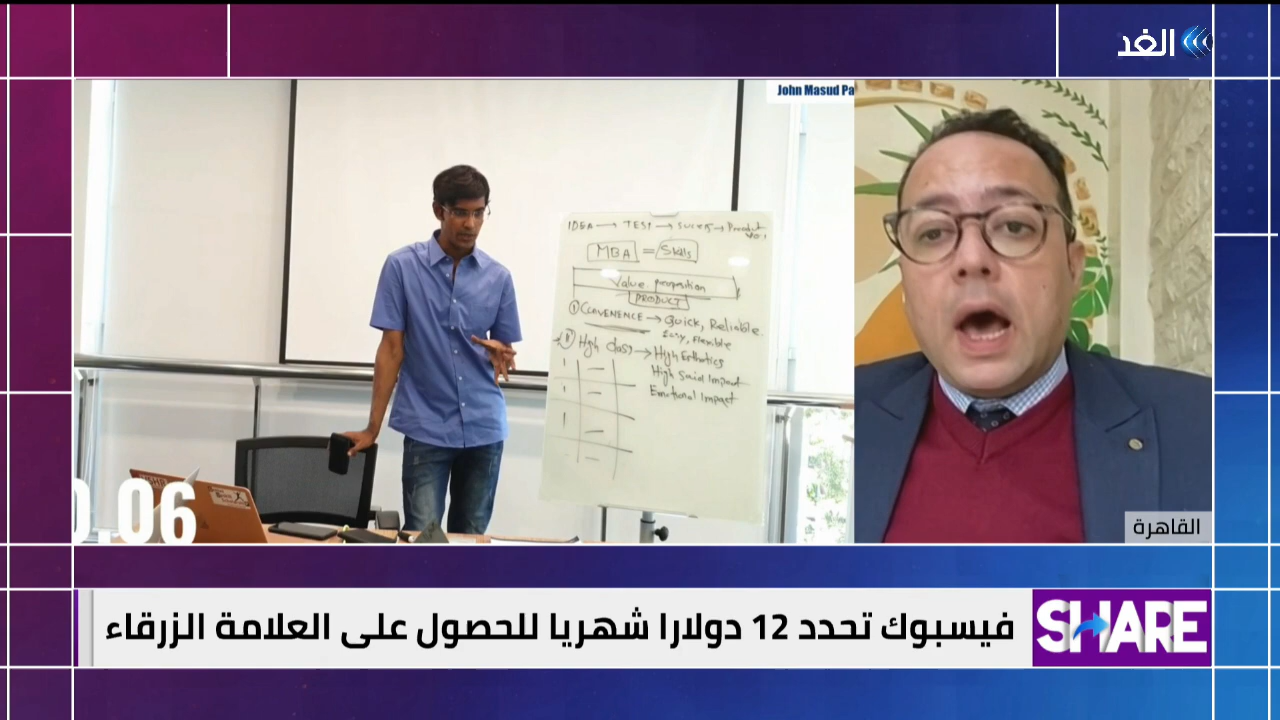 الغد
John Masud Pa
IDEA → TEST → → Product
MBA = Skills
Value proposition
PRODUCT
① CONVENENCE → Quick, Reliable.
Easy, Flexible
High Class → High Esthetics
High Social Impact
Emotional Impact
0.06
القاهرة
فيسبوك تحدد 12 دولارا شهريا للحصول على العلامة الزرقاء
SHARE